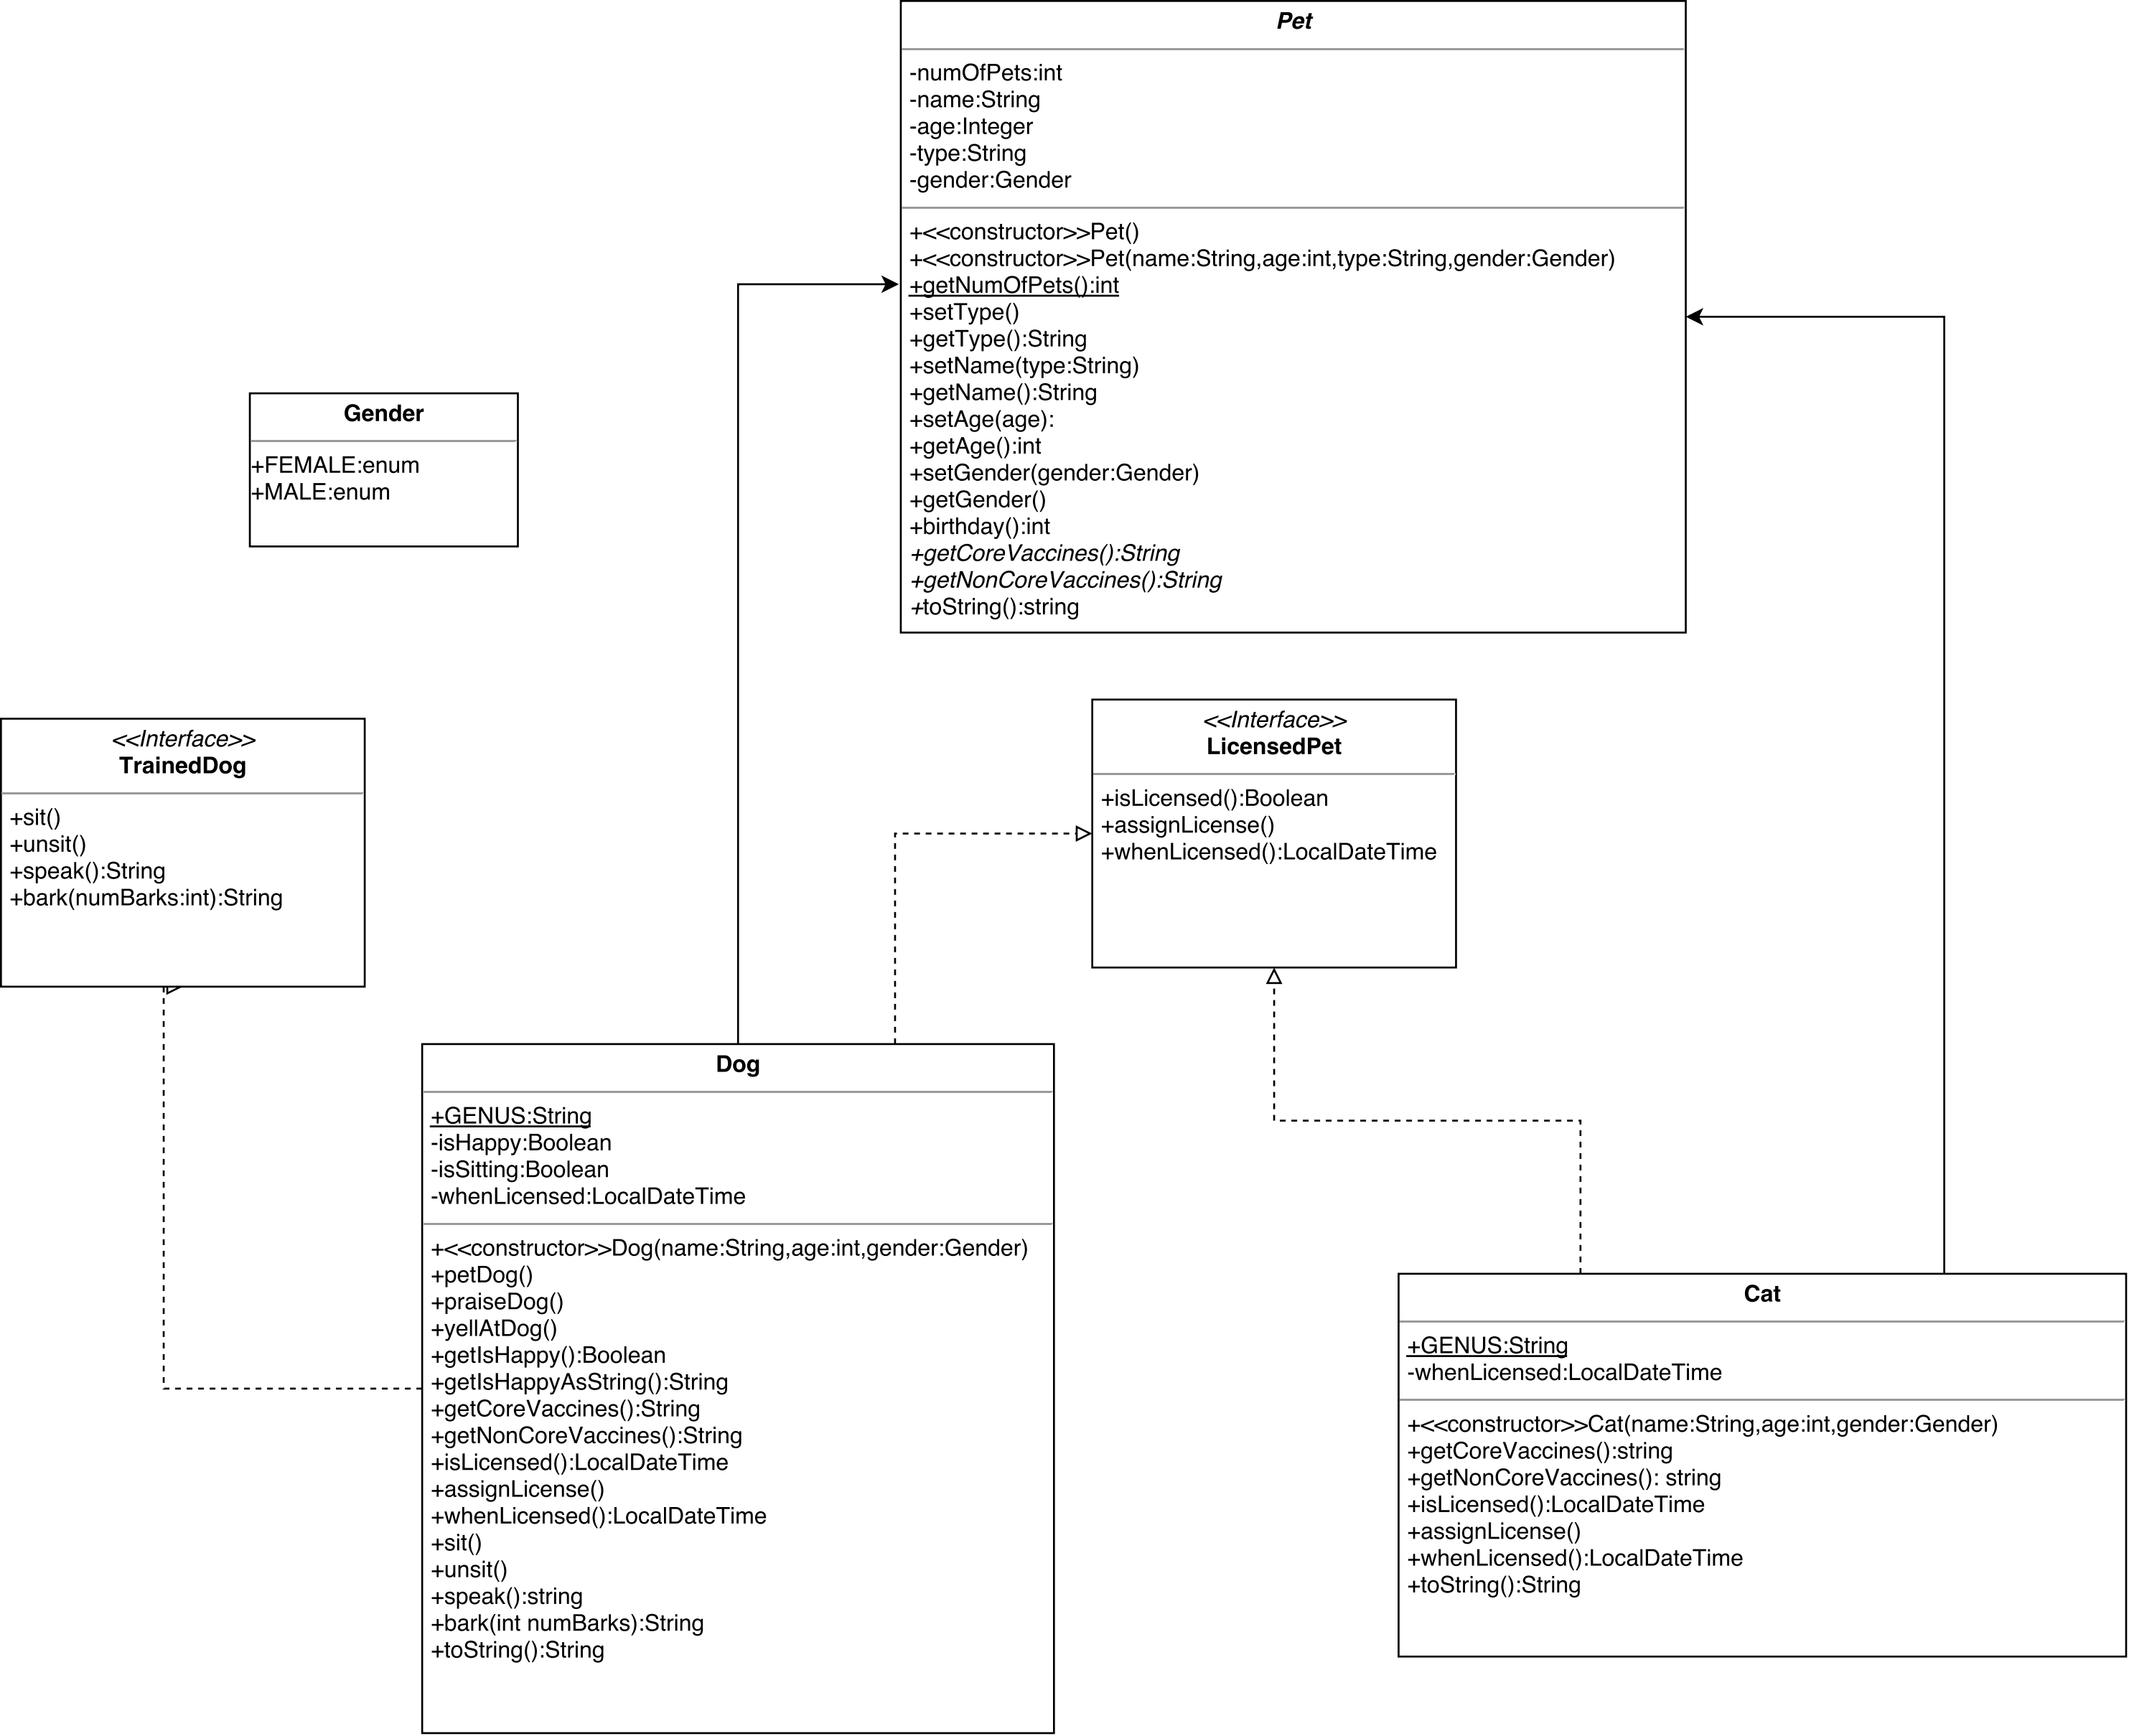 Pet
-numOfPets:int
-name:String
-age:Integer
-type:String
-gender:Gender
+<<constructor>>Pet()
+<<constructor>>Pet(name:String,age:int,type:String,gender:Gender)
+getNumOfPets():int
+setType()
+getType():String
+setName(type:String)
+getName():String
+setAge(age):
+getAge():int
+setGender(gender:Gender)
+getGender()
+birthday():int
+getCoreVaccines():String
+getNonCoreVaccines():String
+toString():string
Gender
+FEMALE:enum
+MALE:enum
<<Interface>>
TrainedDog
+sit()
+unsit()
+speak():String
+bark(numBarks:int):String
<<Interface>>
LicensedPet
+isLicensed():Boolean
+assignLicense()
+whenLicensed():LocalDateTime
Dog
+GENUS:String
-isHappy:Boolean
-isSitting:Boolean
-whenLicensed:LocalDateTime
+<<constructor>>Dog(name:String,age:int,gender:Gender)
+petDog()
+praiseDog()
+yellAtDog()
+getIsHappy():Boolean
+getIsHappyAsString():String
+getCoreVaccines():String
+getNonCoreVaccines():String
+isLicensed():LocalDateTime
+assignLicense()
+whenLicensed():LocalDateTime
+sit()
+unsit()
+speak():string
+bark(int numBarks):String
+toString():String
Cat
+GENUS:String
-whenLicensed:LocalDateTime
+<<constructor>>Cat(name:String,age:int,gender:Gender)
+getCoreVaccines():string
+getNonCoreVaccines(): string
+isLicensed():LocalDateTime
+assignLicense()
+whenLicensed():LocalDateTime
+toString():String